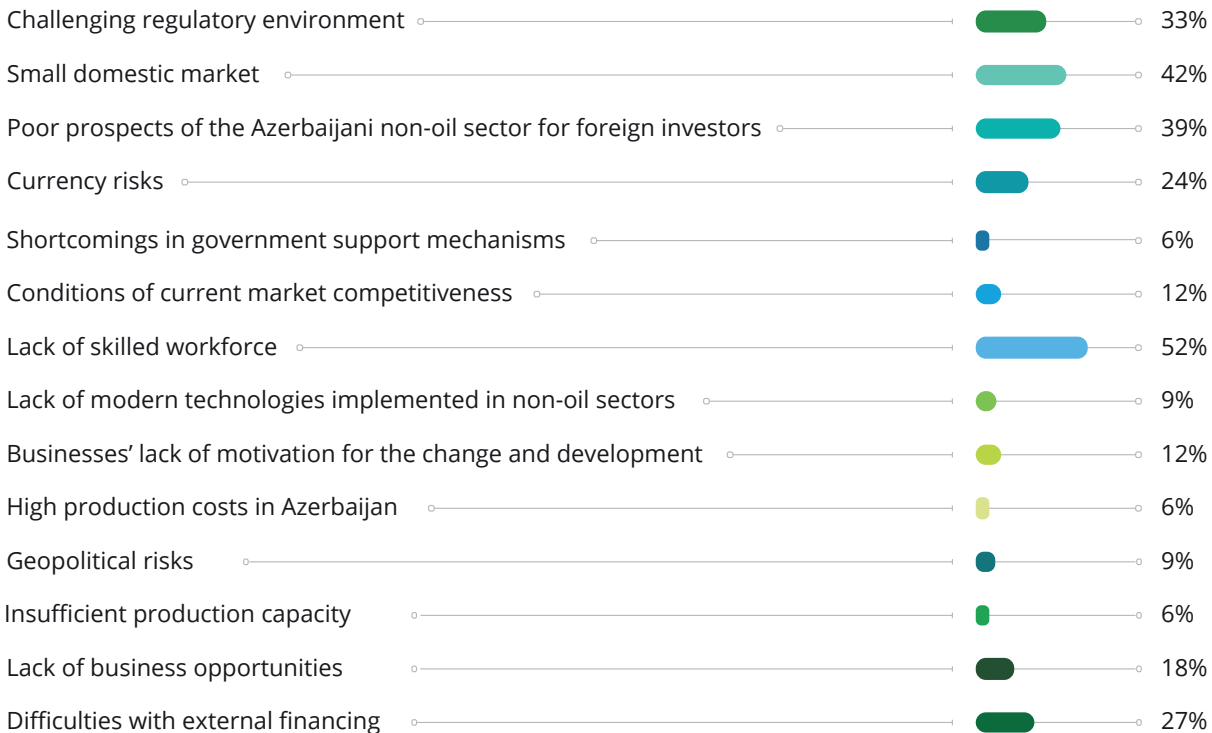 Challenging regulatory environment 33%
Small domestic market 42%
Poor prospects of the Azerbaijani non-oil sector for foreign investors 39%
Currency risks 24%
Shortcomings in government support mechanisms 6%
Conditions of current market competitiveness 12%
Lack of skilled workforce 52%
Lack of modern technologies implemented in non-oil sectors 9%
Businesses’ lack of motivation for the change and development 12%
High production costs in Azerbaijan 6%
Geopolitical risks 9%
Insufficient production capacity 6%
Lack of business opportunities 18%
Difficulties with external financing 27%